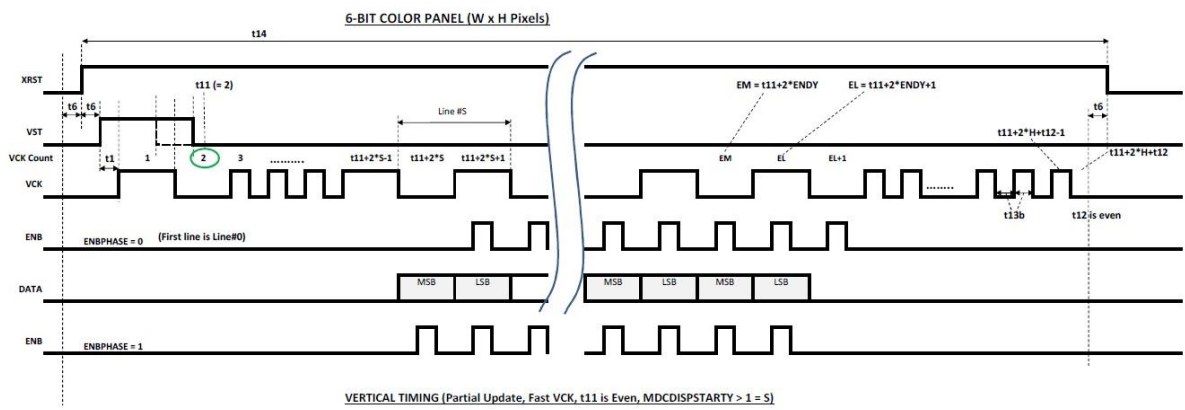 6-BIT COLOR PANEL (W x H Pixels)
t14
XRST
t11 (= 2)
EM = t11+2*ENDY
EL = t11+2*ENDY+1
t6
t6
Line #S
t6
VST
t11+2*H+t12-1
VCK Count
t1
1
2
3
..........
t11+2*S-1
t11+2*S
t11+2*S+1
EM
EL
EL+1
t11+2*H+t12
VCK
........
t13b
t12 is even
ENB
ENBPHASE = 0
(First line is Line#0)
DATA
MSB
LSB
MSB
LSB
MSB
LSB
ENB
ENBPHASE = 1
VERTICAL TIMING (Partial Update, Fast VCK, t11 is Even, MDCDISPSTARTY > 1 = S)